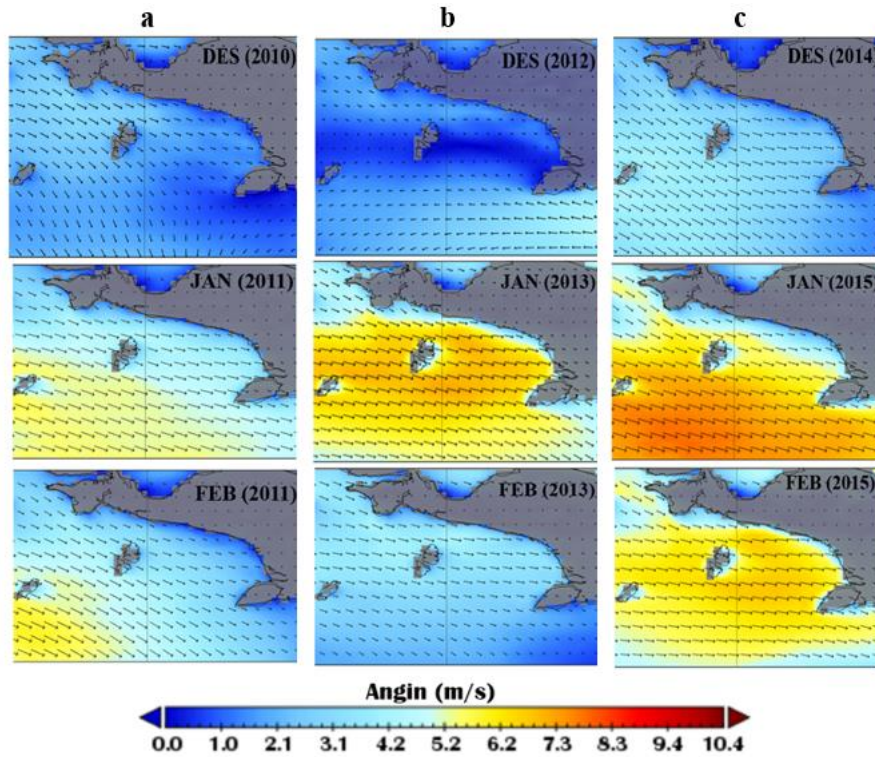 a b c
DES (2010) DES (2012) DES (2014)
JAN (2011) JAN (2013) JAN (2015)
FEB (2011) FEB (2013) FEB (2015)
Angin (m/s)
0.0 1.0 2.1 3.1 4.2 5.2 6.2 7.3 8.3 9.4 10.4